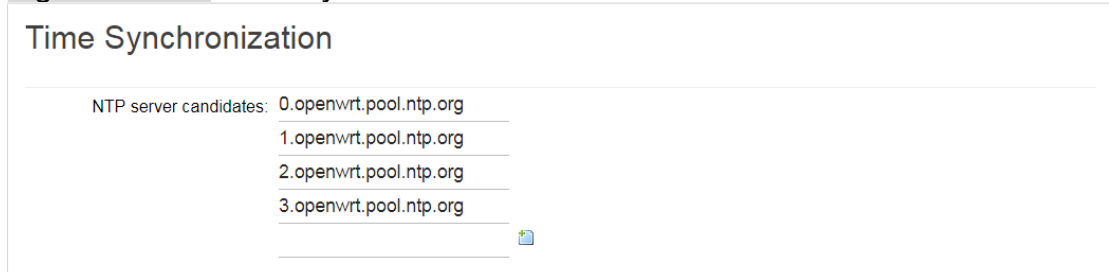 Time Synchronization
NTP server candidates: 0.openwrt.pool.ntp.org
1.openwrt.pool.ntp.org
2.openwrt.pool.ntp.org
3.openwrt.pool.ntp.org